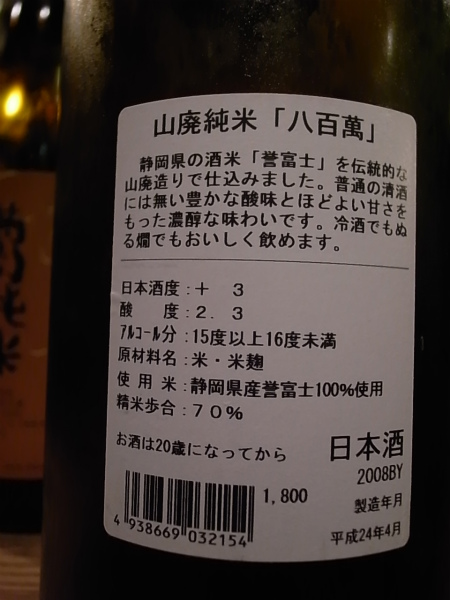 山廃純米「八百萬」
静岡県の酒米「誉富士」を伝統的な
山廃造りで仕込みました。普通の清酒
には無い豊かな酸味とほどよい甘さを
もった濃醇な味わいです。冷酒でもぬ
る燗でもおいしく飲めます。
日本酒度:＋　3
酸　　度:2．3
アルコール分:15度以上16度未満
原材料名:米・米麹
使 用 米:静岡県産誉富士100%使用
精米歩合:70%
お酒は20歳になってから
日本酒
2008BY
1,800
製造年月
平成24年4月
4 938669 032154
純米